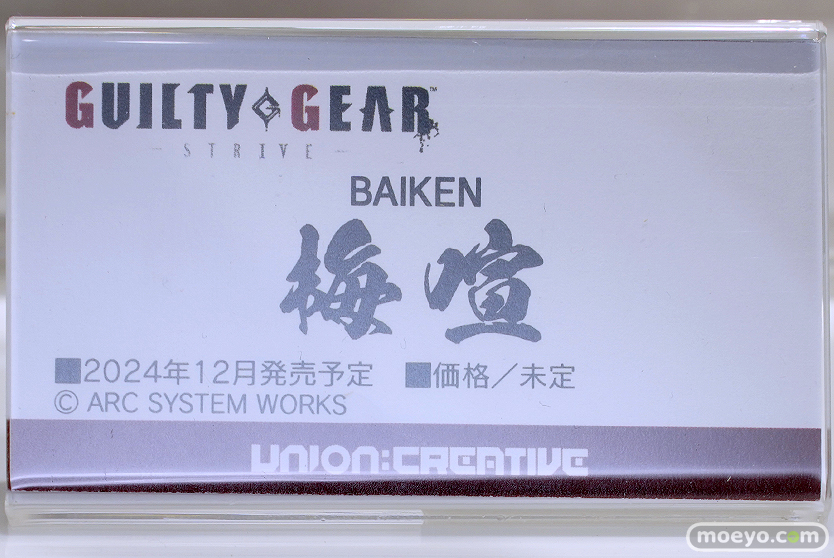 GUILTY GEAR™
STRIVE
BAIKEN
梅喧
■2024年12月発売予定 ■価格／未定
© ARC SYSTEM WORKS
UNION:CREATIVE
moeyo.com